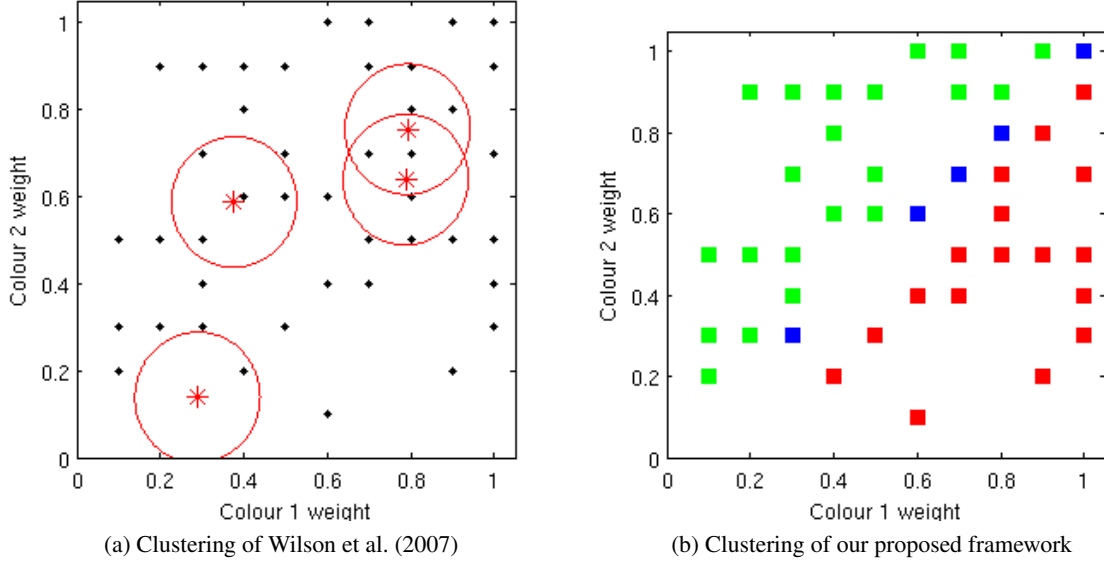 1
0.8
0.6
0.4
0.2
0
0 0.2 0.4 0.6 0.8 1
Colour 2 weight
Colour 1 weight
(a) Clustering of Wilson et al. (2007)
1
0.8
0.6
0.4
0.2
0
0 0.2 0.4 0.6 0.8 1
Colour 2 weight
Colour 1 weight
(b) Clustering of our proposed framework